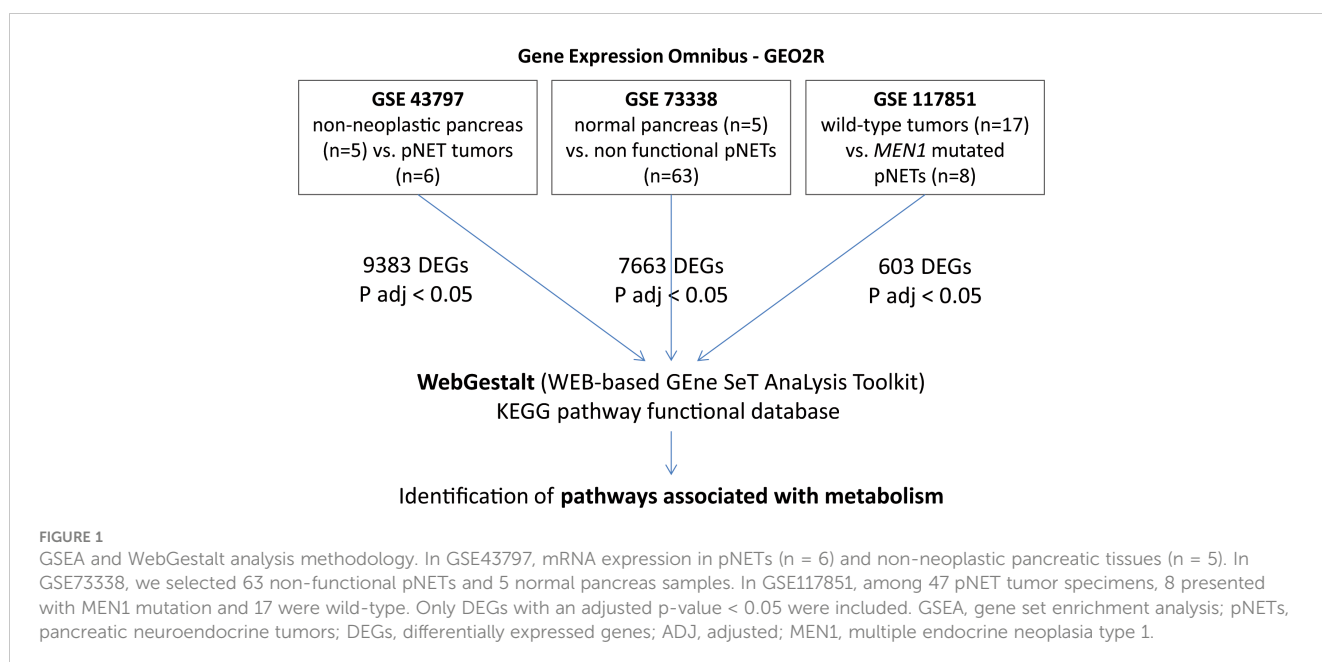 Gene Expression Omnibus - GEO2R
GSE 43797
non-neoplastic pancreas
(n=5) vs. pNET tumors
(n=6)
GSE 73338
normal pancreas (n=5)
vs. non functional pNETs
(n=63)
GSE 117851
wild-type tumors (n=17)
vs. MEN1 mutated
pNETs (n=8)
9383 DEGs
P adj < 0.05
7663 DEGs
P adj < 0.05
603 DEGs
P adj < 0.05
WebGestalt (WEB-based GEne SeT AnaLysis Toolkit)
KEGG pathway functional database
Identification of pathways associated with metabolism
FIGURE 1
GSEA and WebGestalt analysis methodology. In GSE43797, mRNA expression in pNETs (n = 6) and non-neoplastic pancreatic tissues (n = 5). In
GSE73338, we selected 63 non-functional pNETs and 5 normal pancreas samples. In GSE117851, among 47 pNET tumor specimens, 8 presented
with MEN1 mutation and 17 were wild-type. Only DEGs with an adjusted p-value < 0.05 were included. GSEA, gene set enrichment analysis; pNETs,
pancreatic neuroendocrine tumors; DEGs, differentially expressed genes; ADJ, adjusted; MEN1, multiple endocrine neoplasia type 1.